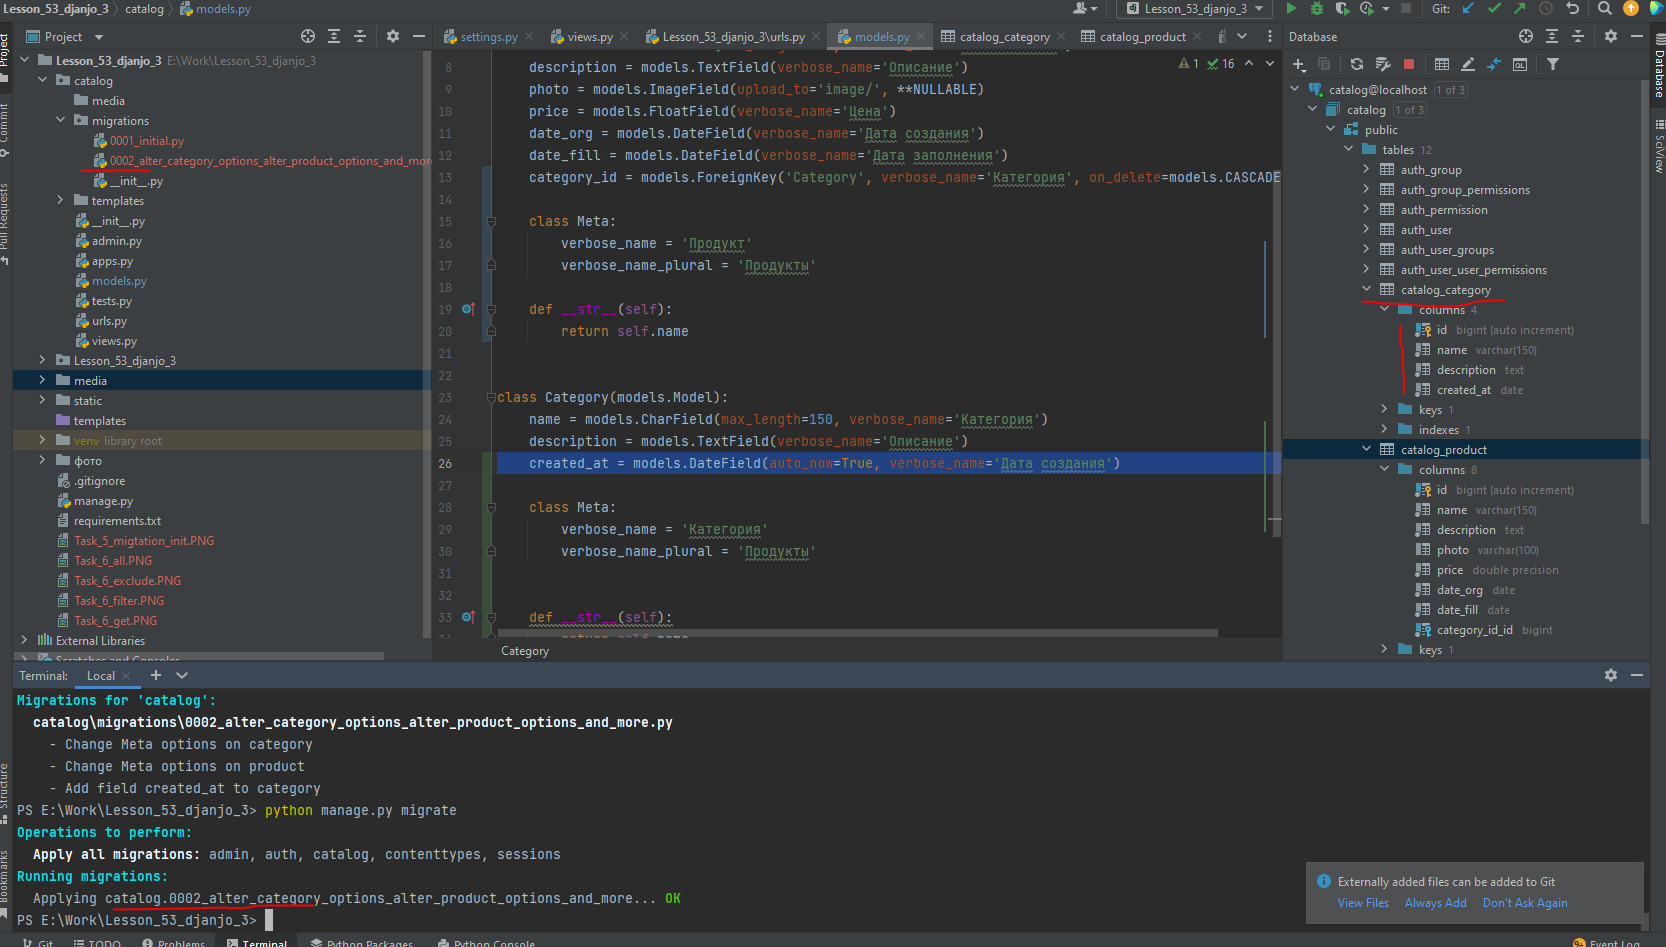 Lesson_53_djanjo_3 catalog models.py
Lesson_53_djanjo_3 Git:
Project
settings.py views.py Lesson_53_djanjo_3\urls.py models.py catalog_category catalog_product
Database
Project
Commit
Pull Requests
Structure
Bookmarks
Database
SciView
Lesson_53_djanjo_3 E:\Work\Lesson_53_djanjo_3
catalog
media
migrations
0001_initial.py
0002_alter_category_options_alter_product_options_and_more
__init__.py
templates
__init__.py
admin.py
apps.py
models.py
tests.py
urls.py
views.py
Lesson_53_djanjo_3
media
static
templates
venv library root
фото
.gitignore
manage.py
requirements.txt
Task_5_migtation_init.PNG
Task_6_all.PNG
Task_6_exclude.PNG
Task_6_filter.PNG
Task_6_get.PNG
External Libraries
Scratches and Consoles
1 16
8 description = models.TextField(verbose_name='Описание')
9 photo = models.ImageField(upload_to='image/', **NULLABLE)
10 price = models.FloatField(verbose_name='Цена')
11 date_org = models.DateField(verbose_name='Дата создания')
12 date_fill = models.DateField(verbose_name='Дата заполнения')
13 category_id = models.ForeignKey('Category', verbose_name='Категория', on_delete=models.CASCADE
14
15 class Meta:
16 verbose_name = 'Продукт'
17 verbose_name_plural = 'Продукты'
18
19 def __str__(self):
20 return self.name
21
22
23 class Category(models.Model):
24 name = models.CharField(max_length=150, verbose_name='Категория')
25 description = models.TextField(verbose_name='Описание')
26 created_at = models.DateField(auto_now=True, verbose_name='Дата создания')
27
28 class Meta:
29 verbose_name = 'Категория'
30 verbose_name_plural = 'Продукты'
31
32
33 def __str__(self):
34 return self.name
Category
catalog@localhost 1 of 3
catalog 1 of 3
public
tables 12
auth_group
auth_group_permissions
auth_permission
auth_user
auth_user_groups
auth_user_user_permissions
catalog_category
columns 4
id bigint (auto increment)
name varchar(150)
description text
created_at date
keys 1
indexes 1
catalog_product
columns 8
id bigint (auto increment)
name varchar(150)
description text
photo varchar(100)
price double precision
date_org date
date_fill date
category_id_id bigint
keys 1
Terminal: Local
Migrations for 'catalog':
catalog\migrations\0002_alter_category_options_alter_product_options_and_more.py
- Change Meta options on category
- Change Meta options on product
- Add field created_at to category
PS E:\Work\Lesson_53_djanjo_3> python manage.py migrate
Operations to perform:
Apply all migrations: admin, auth, catalog, contenttypes, sessions
Running migrations:
Applying catalog.0002_alter_category_options_alter_product_options_and_more... OK
PS E:\Work\Lesson_53_djanjo_3>
Externally added files can be added to Git
View Files Always Add Don't Ask Again
Git TODO Problems Terminal Python Packages Python Console Event Log